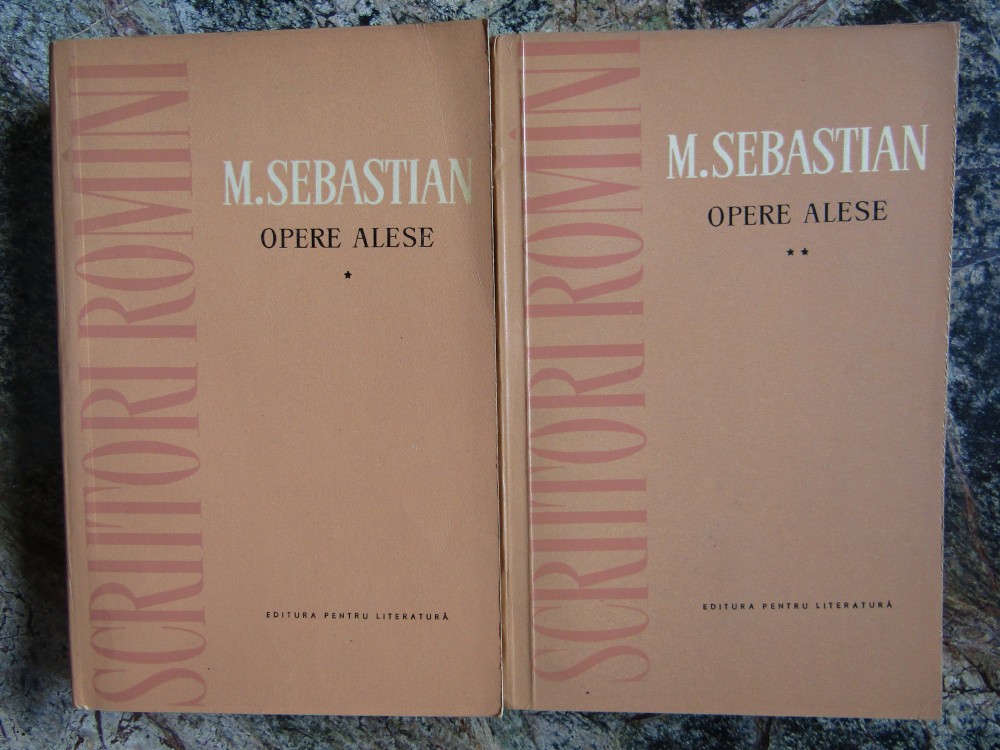 SCRIITORI ROMÎNI
M. SEBASTIAN
OPERE ALESE
*
EDITURA PENTRU LITERATURĂ
SCRIITORI ROMÎNI
M. SEBASTIAN
OPERE ALESE
**
EDITURA PENTRU LITERATURĂ